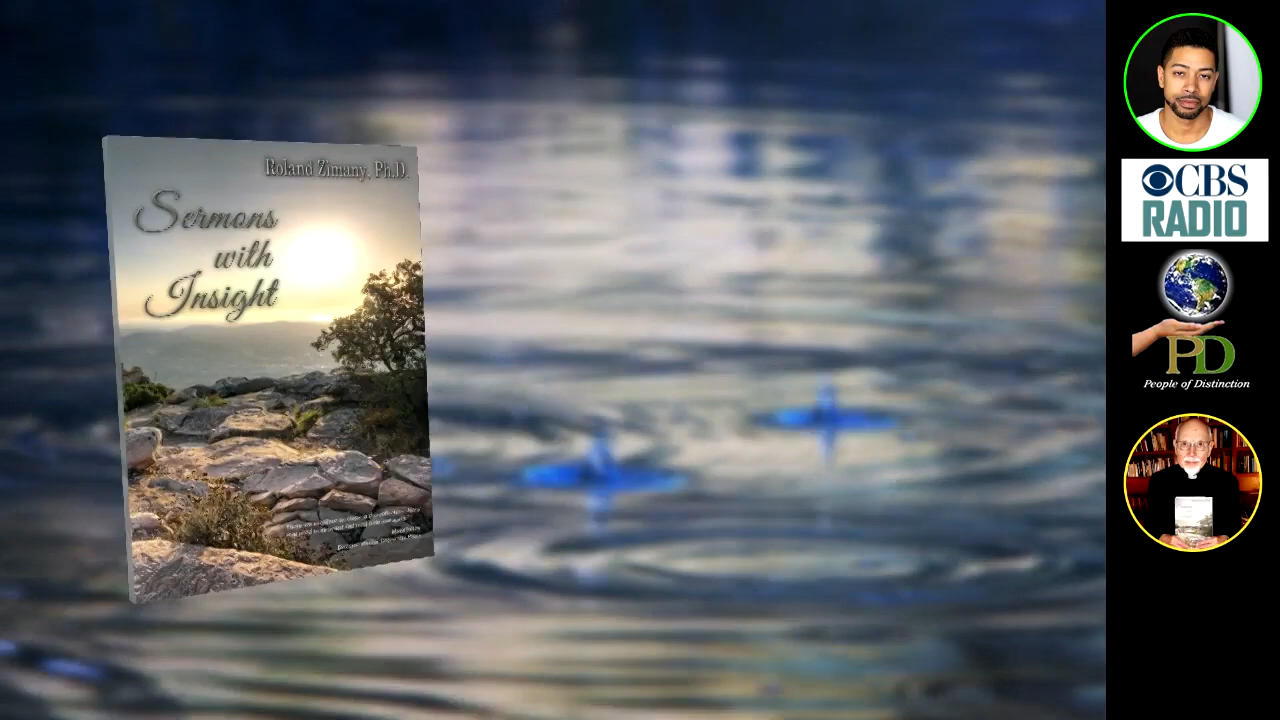 Roland Zimany, Ph.D.
Sermons
with
Insight
CBS
RADIO
PD
People of Distinction